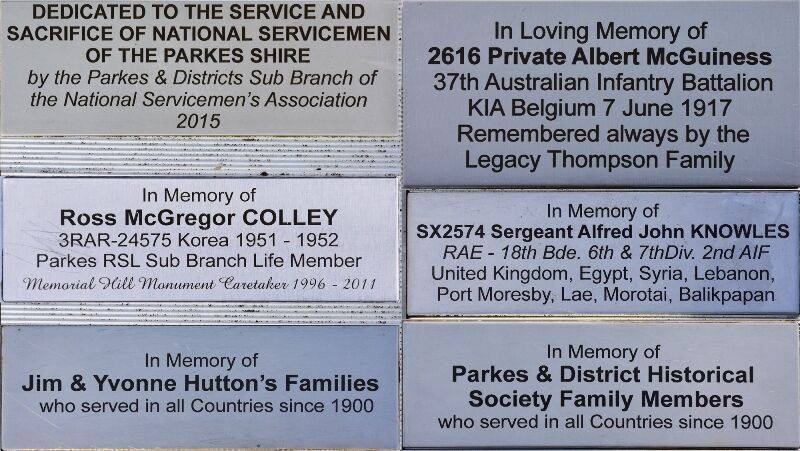 DEDICATED TO THE SERVICE AND
SACRIFICE OF NATIONAL SERVICEMEN
OF THE PARKES SHIRE
by the Parkes & Districts Sub Branch of
the National Servicemen's Association
2015
In Loving Memory of
2616 Private Albert McGuiness
37th Australian Infantry Battalion
KIA Belgium 7 June 1917
Remembered always by the
Legacy Thompson Family
In Memory of
Ross McGregor COLLEY
3RAR-24575 Korea 1951 - 1952
Parkes RSL Sub Branch Life Member
Memorial Hill Monument Caretaker 1996 - 2011
In Memory of
SX2574 Sergeant Alfred John KNOWLES
RAE - 18th Bde. 6th & 7thDiv. 2nd AIF
United Kingdom, Egypt, Syria, Lebanon,
Port Moresby, Lae, Morotai, Balikpapan
In Memory of
Jim & Yvonne Hutton's Families
who served in all Countries since 1900
In Memory of
Parkes & District Historical
Society Family Members
who served in all Countries since 1900